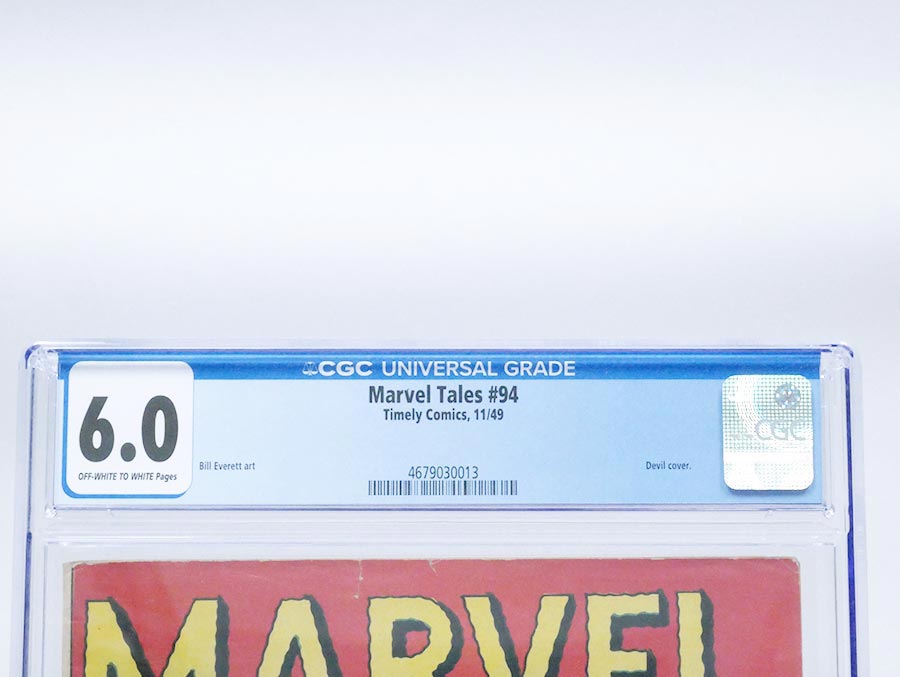 CGC UNIVERSAL GRADE
Marvel Tales #94
Timely Comics, 11/49
6.0
OFF-WHITE TO WHITE Pages
Bill Everett art
4679030013
Devil cover.
CGC
MARVEL